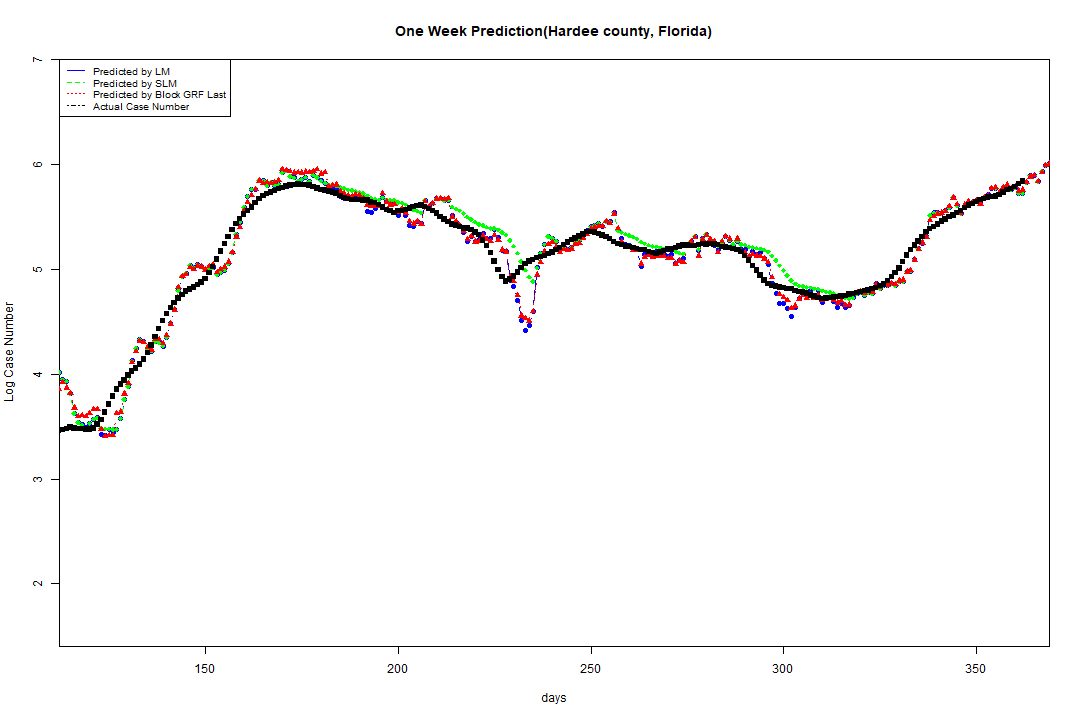 One Week Prediction(Hardee county, Florida)
Predicted by LM
Predicted by SLM
Predicted by Block GRF Last
Actual Case Number
7
6
5
4
3
2
Log Case Number
150 200 250 300 350
days